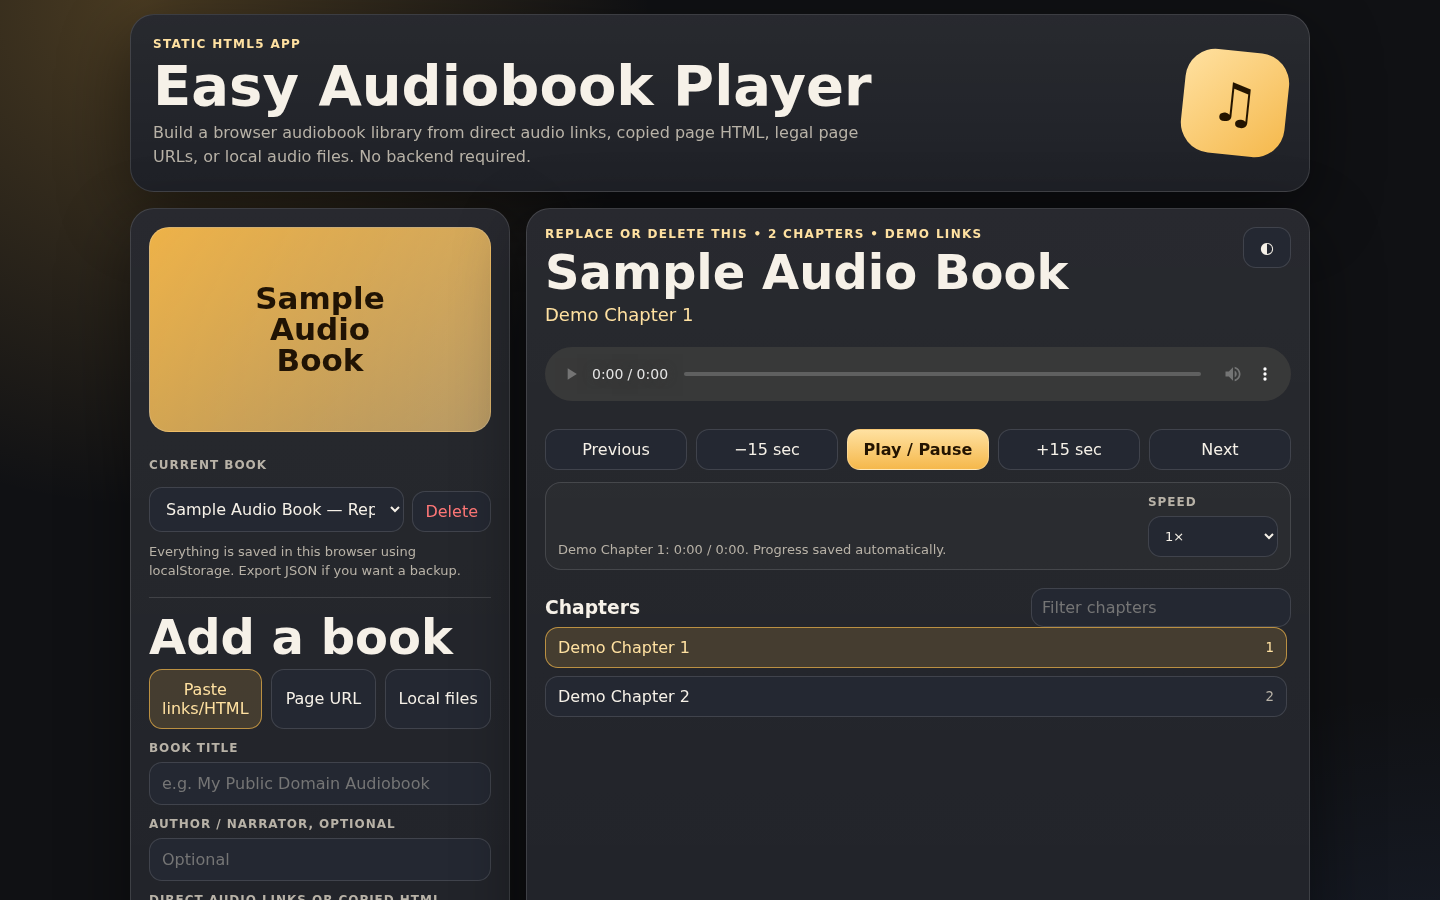 STATIC HTML5 APP
Easy Audiobook Player
Build a browser audiobook library from direct audio links, copied page HTML, legal page
URLs, or local audio files. No backend required.
Sample
Audio
Book
CURRENT BOOK
Sample Audio Book — Rep
Delete
Everything is saved in this browser using
localStorage. Export JSON if you want a backup.
Add a book
Paste
links/HTML
Page URL
Local files
BOOK TITLE
e.g. My Public Domain Audiobook
AUTHOR / NARRATOR, OPTIONAL
Optional
DIRECT AUDIO LINKS OR COPIED HTML
REPLACE OR DELETE THIS • 2 CHAPTERS • DEMO LINKS
Sample Audio Book
Demo Chapter 1
0:00 / 0:00
Previous
−15 sec
Play / Pause
+15 sec
Next
SPEED
1×
Demo Chapter 1: 0:00 / 0:00. Progress saved automatically.
Chapters
Filter chapters
Demo Chapter 1
1
Demo Chapter 2
2